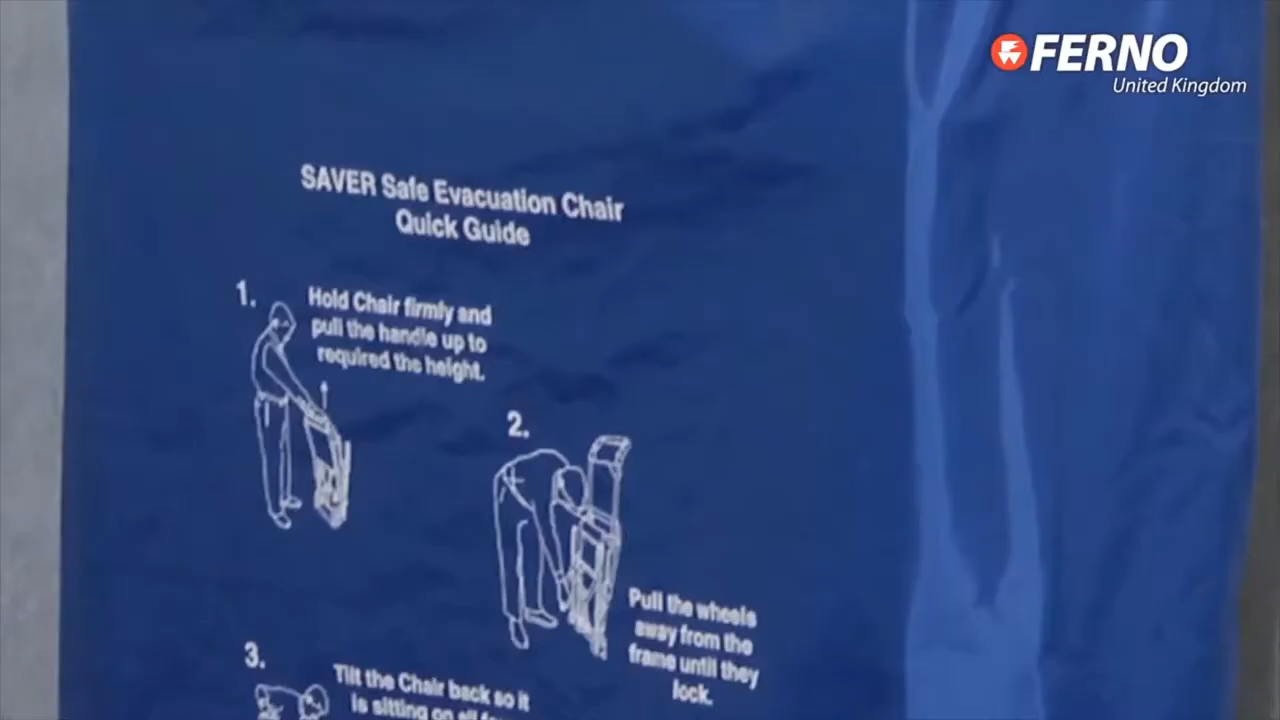 FERNO
United Kingdom
SAVER Safe Evacuation Chair
Quick Guide
1.
Hold Chair firmly and
pull the handle up to
required the height.
2.
Pull the wheels
away from the
frame until they
lock.
3.
Tilt the Chair back so it
is sitting on all